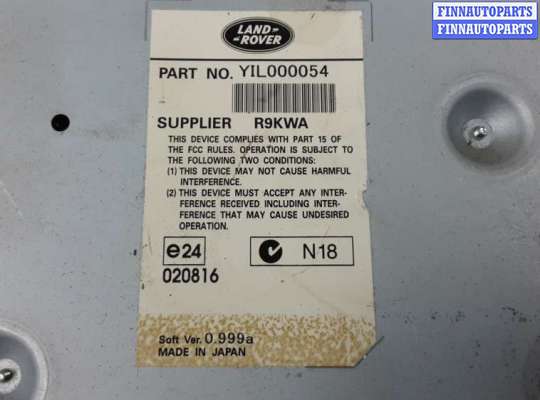 FINNAUTOPARTS
FINNAUTOPARTS
LAND
ROVER
PART NO. YIL000054
SUPPLIER R9KWA
THIS DEVICE COMPLIES WITH PART 15 OF
THE FCC RULES. OPERATION IS SUBJECT TO
THE FOLLOWING TWO CONDITIONS:
(1) THIS DEVICE MAY NOT CAUSE HARMFUL
INTERFERENCE.
(2) THIS DEVICE MUST ACCEPT ANY INTER-
FERENCE RECEIVED INCLUDING INTER-
FERENCE THAT MAY CAUSE UNDESIRED
OPERATION.
e24 N18
020816
Soft Ver. 0.999a
MADE IN JAPAN